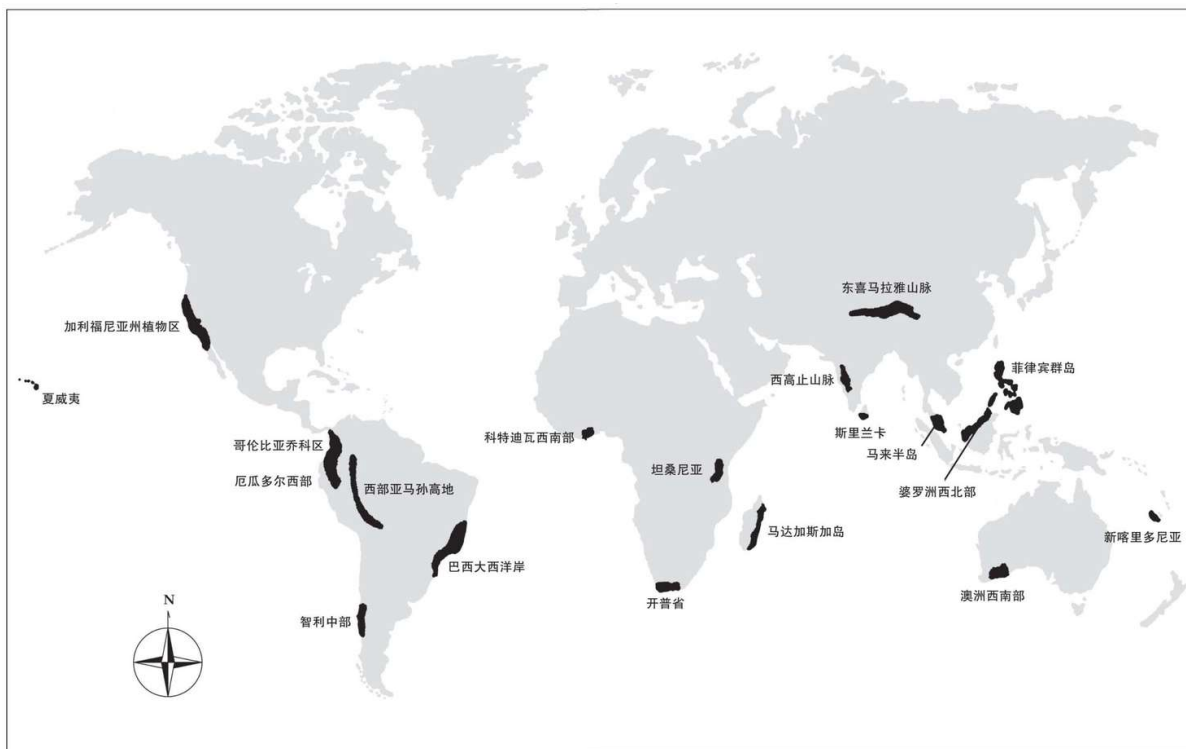 东喜马拉雅山脉
加利福尼亚州植物区
菲律宾群岛
西高止山脉
夏威夷
斯里兰卡
科特迪瓦西南部
哥伦比亚乔科区
马来半岛
坦桑尼亚
厄瓜多尔西部
西部亚马孙高地
婆罗洲西北部
马达加斯加岛
新喀里多尼亚
巴西大西洋岸
澳洲西南部
开普省
N
智利中部